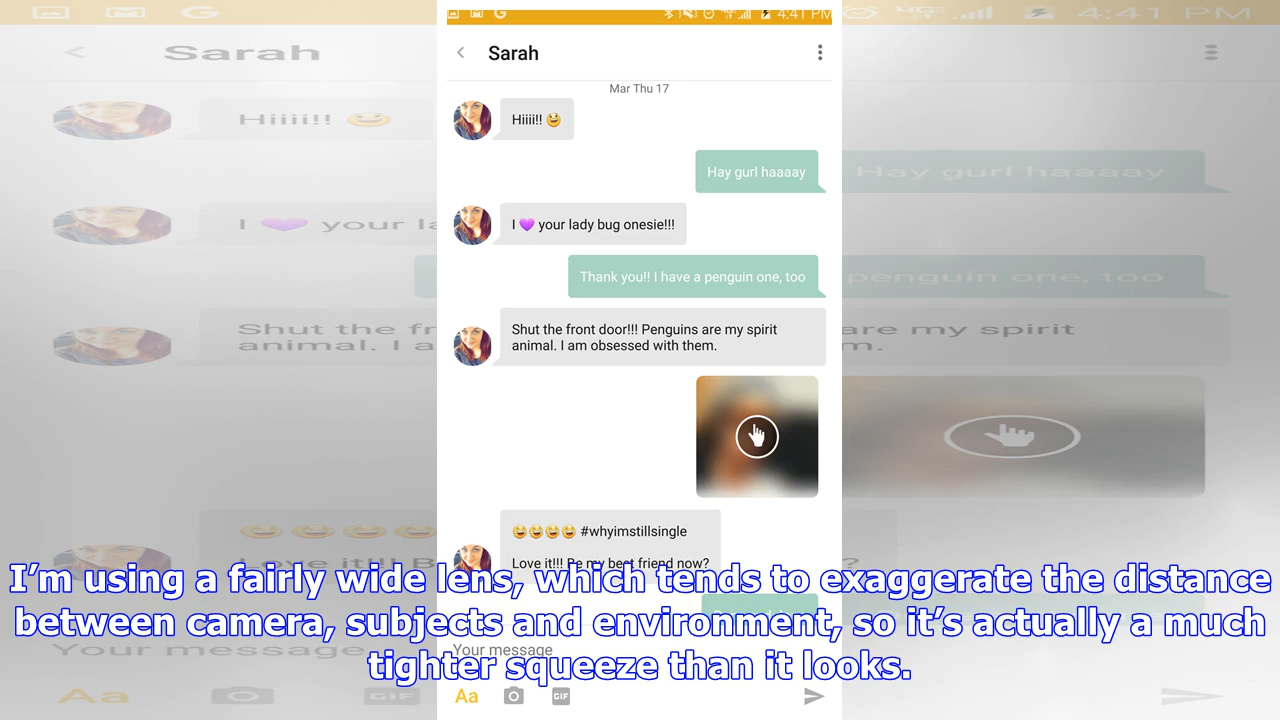 4:41 PM
Sarah
Mar Thu 17
Hiiii!! 😆
Hay gurl haaaay
I 💜 your lady bug onesie!!!
Thank you!! I have a penguin one, too
Shut the front door!!! Penguins are my spirit
animal. I am obsessed with them.
😆😆😆😆 #whyimstillsingle
Love it!!! Be my best friend now?
I’m using a fairly wide lens, which tends to exaggerate the distance
between camera, subjects and environment, so it’s actually a much
tighter squeeze than it looks.
Your message
Aa
GIF